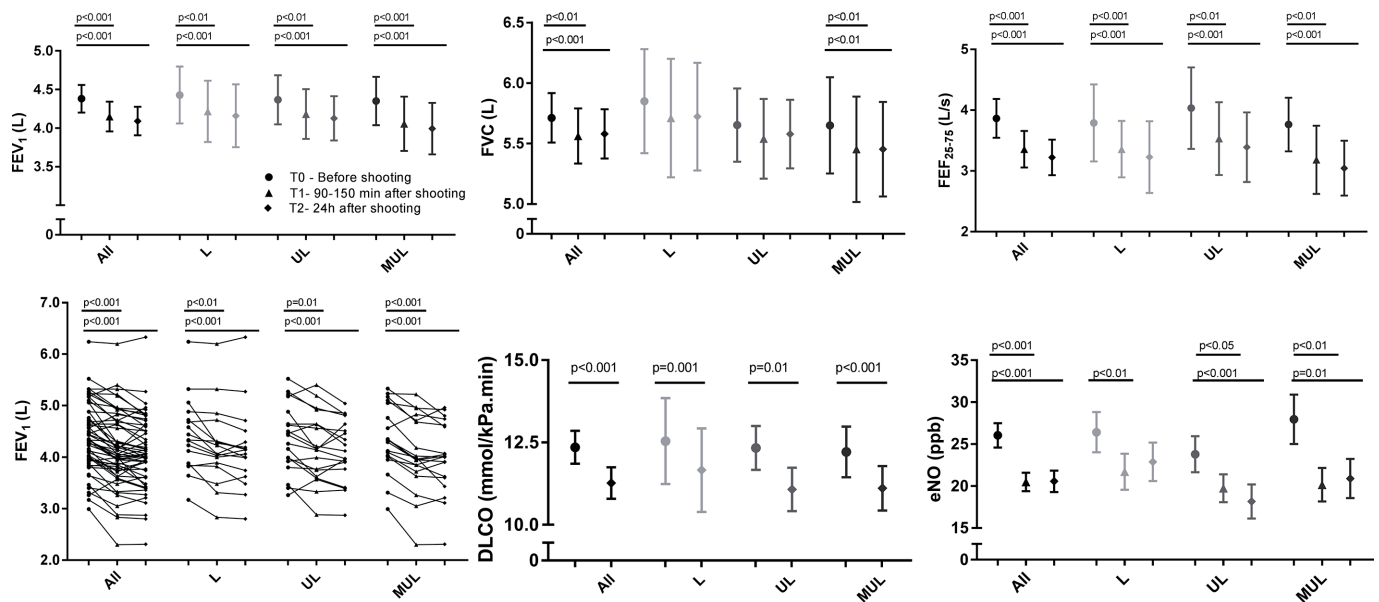 p<0.001 p<0.01 p<0.01 p<0.001
p<0.001 p<0.001 p<0.001 p<0.001
5.0
4.5
4.0
3.5
0
FEV1 (L)
T0 - Before shooting
T1- 90-150 min after shooting
T2- 24h after shooting
All L UL MUL
p<0.01 p<0.01
p<0.001 p<0.01
6.5
6.0
5.5
5.0
0
FVC (L)
All L UL MUL
p<0.001 p<0.001 p<0.01 p<0.01
p<0.001 p<0.001 p<0.001 p<0.001
5
4
3
2
FEF25-75 (L/s)
All L UL MUL
p<0.001 p<0.01 p=0.01 p<0.001
p<0.001 p<0.001 p<0.001 p<0.001
7.0
6.0
5.0
4.0
3.0
2.0
FEV1 (L)
All L UL MUL
p<0.001 p=0.001 p=0.01 p<0.001
15.0
12.5
10.0
0
DLCO (mmol/kPa.min)
All L UL MUL
p<0.001 p<0.05 p<0.01
p<0.001 p<0.01 p<0.001 p=0.01
35
30
25
20
15
0
eNO (ppb)
All L UL MUL